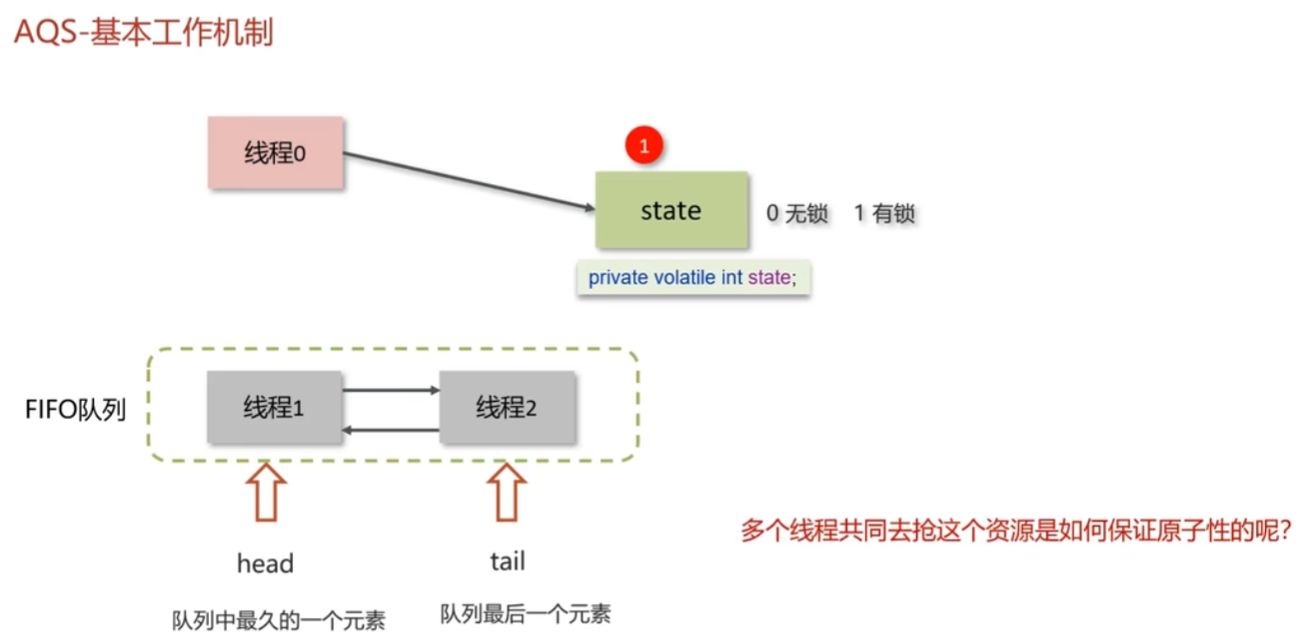 AQS-基本工作机制
线程0
1
state
0 无锁 1 有锁
private volatile int state;
FIFO队列
线程1
线程2
head
tail
队列中最久的一个元素
队列最后一个元素
多个线程共同去抢这个资源是如何保证原子性的呢?